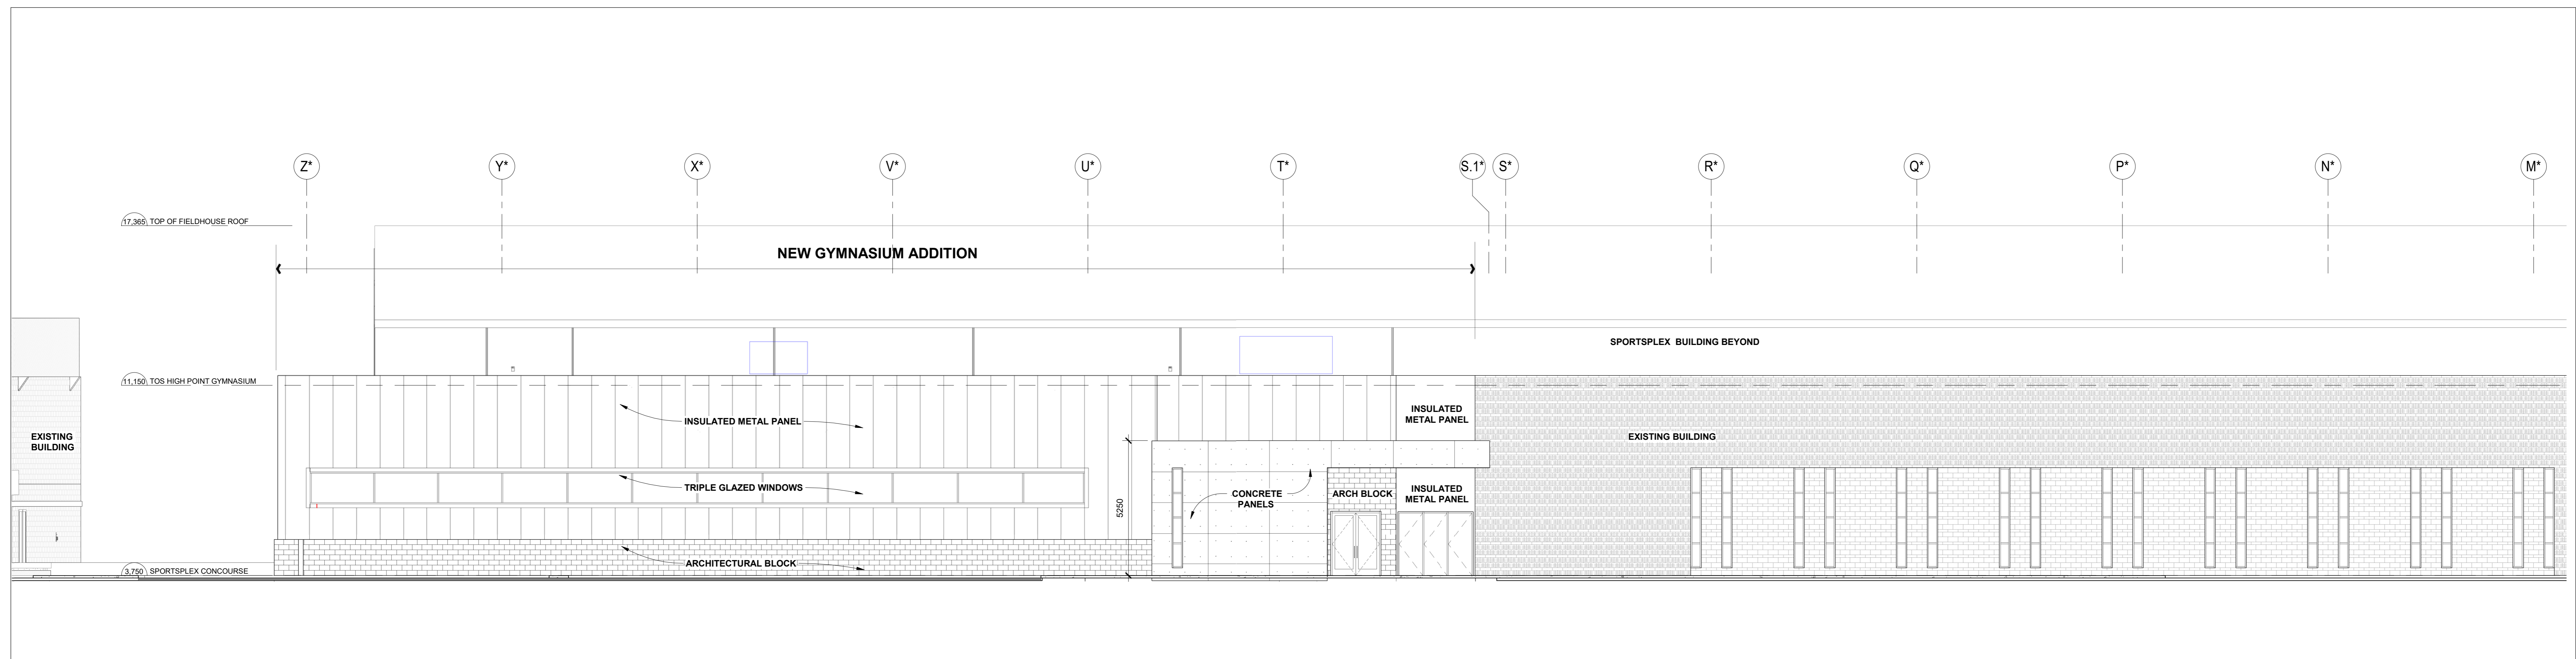 Z* Y* X* V* U* T* S.1* S* R* Q* P* N* M*
17,365 TOP OF FIELDHOUSE ROOF
NEW GYMNASIUM ADDITION
SPORTSPLEX BUILDING BEYOND
11,150 TOS HIGH POINT GYMNASIUM
INSULATED METAL PANEL
INSULATED
METAL PANEL
EXISTING
BUILDING
EXISTING BUILDING
TRIPLE GLAZED WINDOWS
CONCRETE
PANELS
ARCH BLOCK
INSULATED
METAL PANEL
5250
ARCHITECTURAL BLOCK
3,750 SPORTSPLEX CONCOURSE